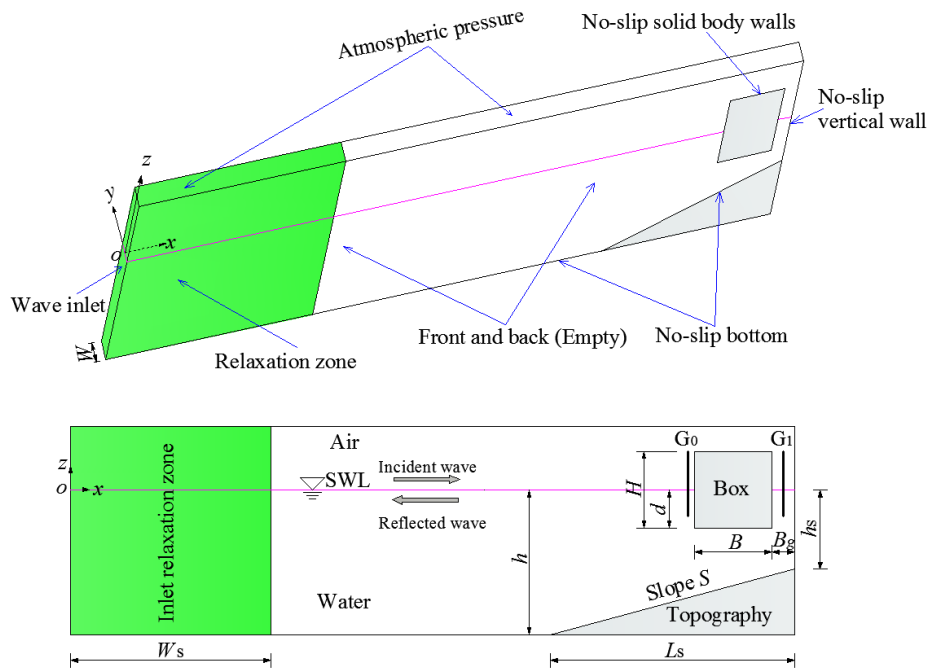 No-slip solid body walls
Atmospheric pressure
No-slip
vertical wall
z
y
o
x
Wave inlet
W
Relaxation zone
Front and back (Empty)
No-slip bottom
Inlet relaxation zone
Air
z
o
x
SWL
Incident wave
Reflected wave
G0
G1
H
d
Box
B
Bg
hs
h
Water
Slope S
Topography
Ws
Ls